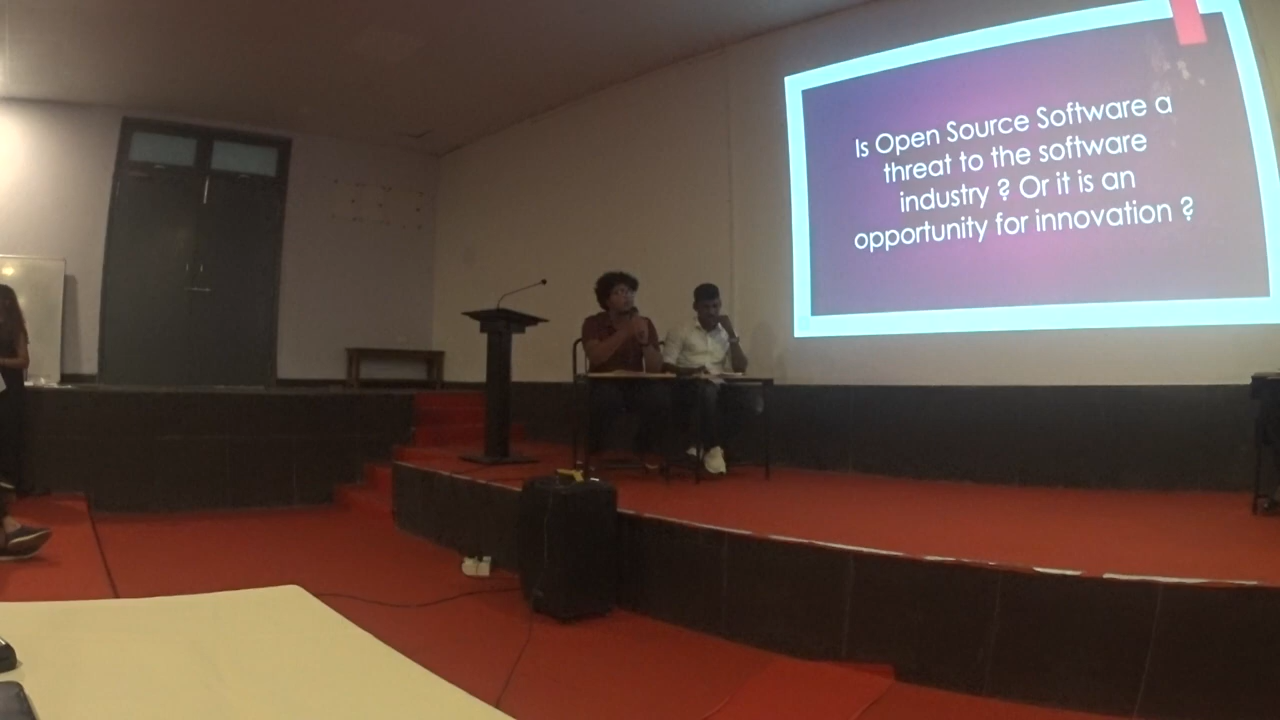 Is Open Source Software a
threat to the software
industry ? Or it is an
opportunity for innovation ?